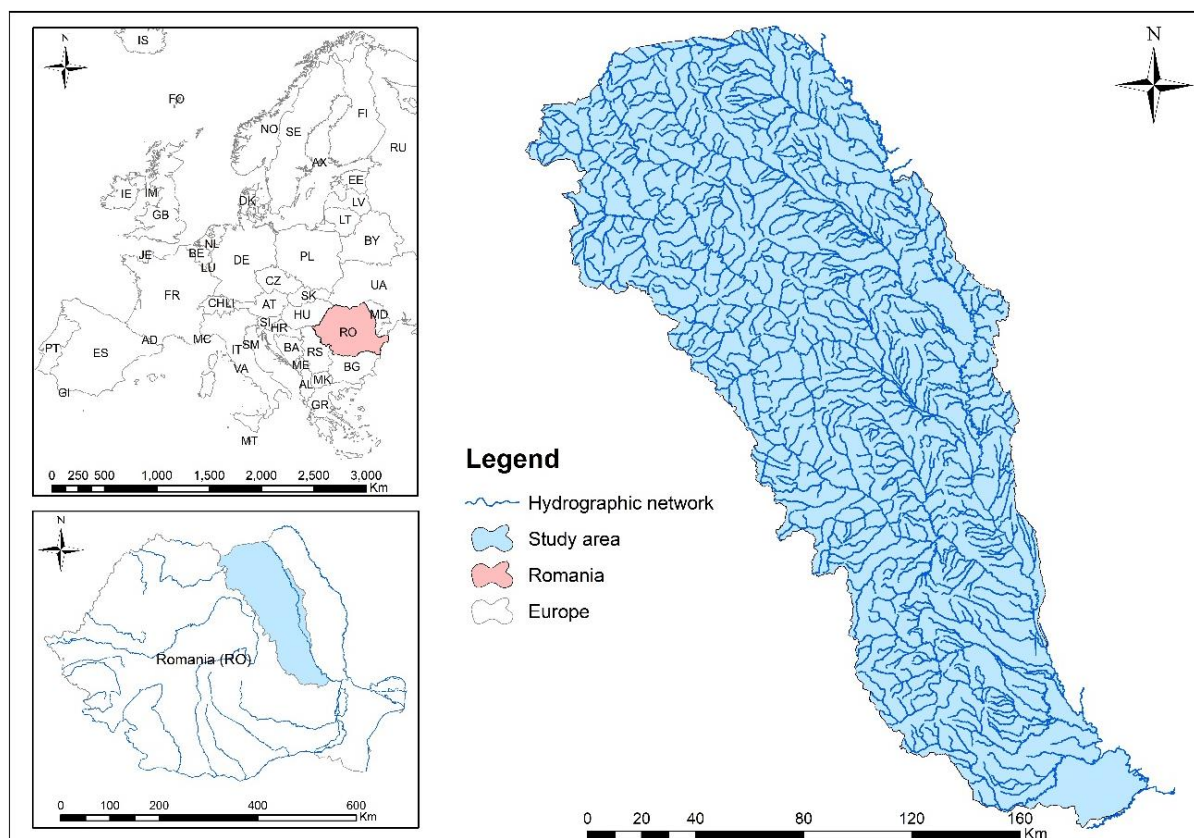 N
IS
FO
NO
SE
FI
RU
AX
EE
LV
LT
DK
IE
IM
GB
BY
NL
BE
JE
LU
DE
PL
CZ
UA
SK
FR
CHLI
AT
HU
MD
SI
HR
RO
AD
MC
SM
IT
BA
RS
PT
ES
VA
ME
BG
MK
AL
GI
GR
MT
0 250 500 1,000 1,500 2,000 2,500 3,000
Km
N
Romania (RO)
0 100 200 400 600
Km
Legend
Hydrographic network
Study area
Romania
Europe
N
0 20 40 80 120 160
Km